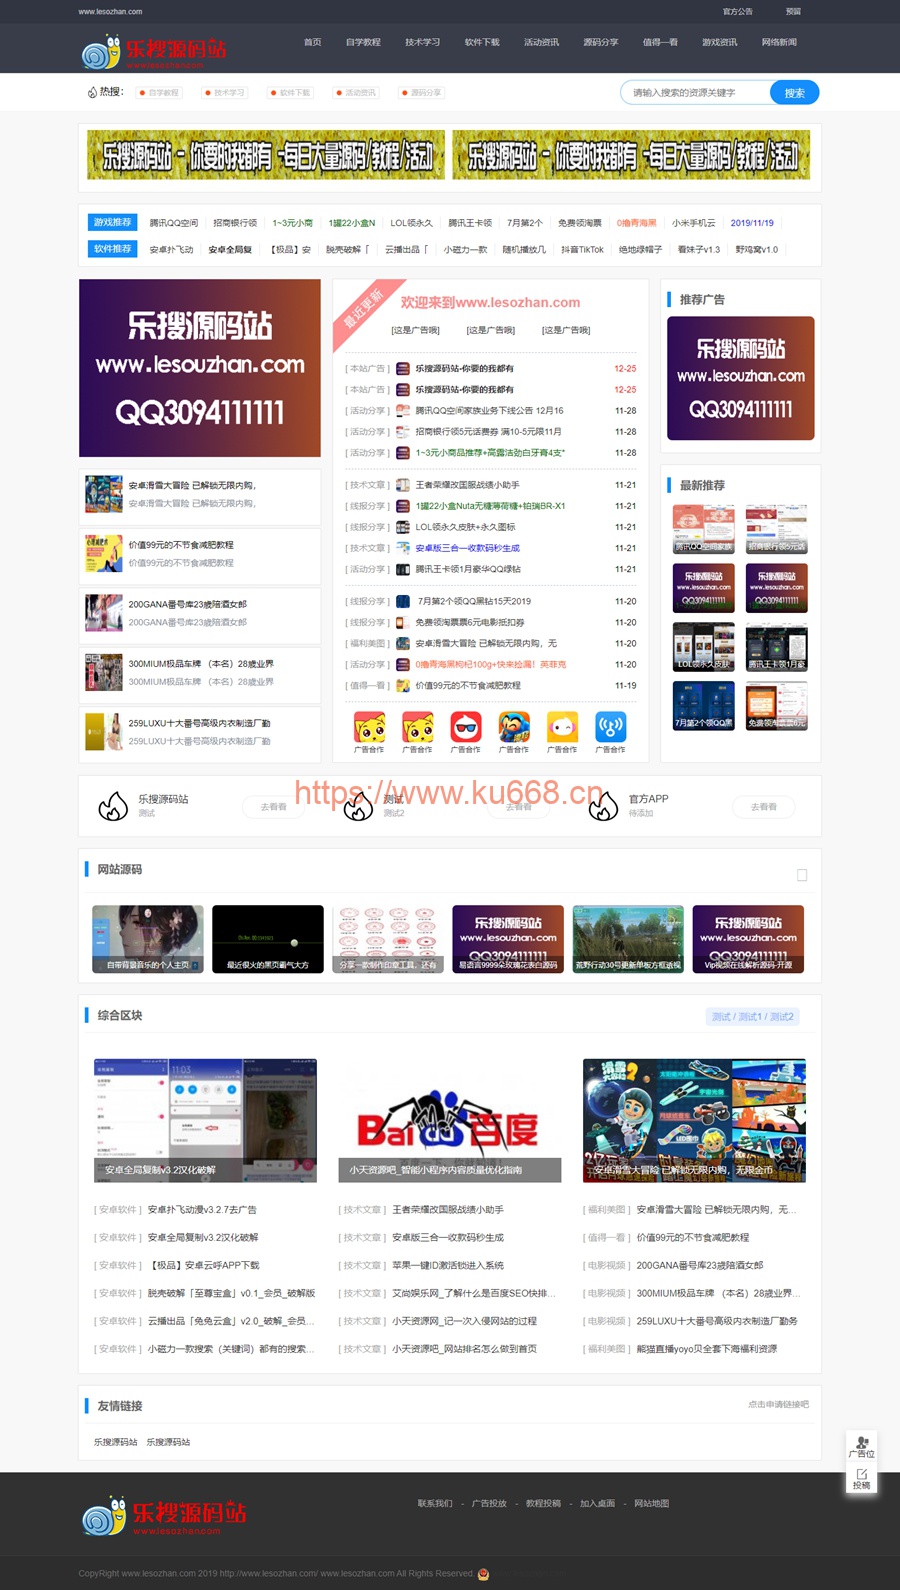 www.lesozhan.com
官方公告 预留
乐搜源码站
www.lesozhan.com
首页 自学教程 技术学习 软件下载 活动资讯 源码分享 值得一看 游戏资讯 网络新闻
热搜： 自学教程 技术学习 软件下载 活动资讯 源码分享
请输入搜索的资源关键字 搜索
乐搜源码站 - 你要的我都有 -每日大量源码/教程/活动 乐搜源码站 - 你要的我都有 -每日大量源码/教程/活动
游戏推荐 腾讯QQ空间 招商银行领 1~3元小商 1罐22小盒N LOL领永久 腾讯王卡领 7月第2个 免费领淘票 0撸青海黑 小米手机云 2019/11/19
软件推荐 安卓扑飞动 安卓全局复 【极品】安 脱壳破解「 云播出品「 小磁力一款 随机播放几 抖音TikTok 绝地绿帽子 看妹子v1.3 野鸡窝v1.0
乐搜源码站
www.lesouzhan.com
QQ3094111111
安卓滑雪大冒险 已解锁无限内购，
安卓滑雪大冒险 已解锁无限内购，
价值99元的不节食减肥教程
价值99元的不节食减肥教程
200GANA番号库23歲陪酒女郎
200GANA番号库23歲陪酒女郎
300MIUM极品车牌 （本名）28歲业界
300MIUM极品车牌 （本名）28歲业界
259LUXU十大番号高级内衣制造厂勤
259LUXU十大番号高级内衣制造厂勤
最近更新
欢迎来到www.lesozhan.com
[这是广告哦] [这是广告哦] [这是广告哦]
[ 本站广告 ] 乐搜源码站-你要的我都有 12-25
[ 本站广告 ] 乐搜源码站-你要的我都有 12-25
[ 活动分享 ] 腾讯QQ空间家族业务下线公告 12月16 11-28
[ 活动分享 ] 招商银行领5元话费券 满10-5元限11月 11-28
[ 活动分享 ] 1~3元小商品推荐+高露洁劲白牙膏4支* 11-28
[ 技术文章 ] 王者荣耀改国服战绩小助手 11-21
[ 线报分享 ] 1罐22小盒Nuta无糖薄荷糖+铂瑞BR-X1 11-21
[ 线报分享 ] LOL领永久皮肤+永久图标 11-21
[ 技术文章 ] 安卓版三合一收款码秒生成 11-21
[ 活动分享 ] 腾讯王卡领1月豪华QQ绿钻 11-21
[ 线报分享 ] 7月第2个领QQ黑钻15天2019 11-20
[ 线报分享 ] 免费领淘票票6元电影抵扣券 11-20
[ 福利美图 ] 安卓滑雪大冒险 已解锁无限内购，无 11-20
[ 活动分享 ] 0撸青海黑枸杞100g+快来捡漏！英菲克 11-20
[ 值得一看 ] 价值99元的不节食减肥教程 11-19
广告合作 广告合作 广告合作 广告合作 广告合作 广告合作
推荐广告
乐搜源码站
www.lesouzhan.com
QQ3094111111
最新推荐
腾讯QQ空间家族 招商银行领5元话
乐搜源码站 乐搜源码站
www.lesouzhan.com www.lesouzhan.com
QQ3094111111 QQ3094111111
LOL领永久皮肤 腾讯王卡领1月豪
7月第2个领QQ黑 免费领淘票票6元
乐搜源码站 去看看
测试
测试 去看看
测试2
官方APP 去看看
待添加
https://www.ku668.cn
网站源码
乐搜源码站 乐搜源码站
www.lesouzhan.com www.lesouzhan.com
自带背景音乐的个人主页 最近很火的黑页霸气大方 分享一款制作印章工具，还有 易语言9999朵玫瑰花表白源码 荒野行动30号更新单板方框透视 Vip视频在线解析源码-开源
综合区块
测试 / 测试1 / 测试2
11:03
Bai 百度
安卓全局复制v3.2汉化破解 小天资源吧_智能小程序内容质量优化指南 安卓滑雪大冒险 已解锁无限内购，无限金币
[ 安卓软件 ] 安卓扑飞动漫v3.2.7去广告
[ 安卓软件 ] 安卓全局复制v3.2汉化破解
[ 安卓软件 ] 【极品】安卓云呼APP下载
[ 安卓软件 ] 脱壳破解「至尊宝盒」v0.1_会员_破解版
[ 安卓软件 ] 云播出品「免免云盒」v2.0_破解_会员...
[ 安卓软件 ] 小磁力一款搜索（关键词）都有的搜索...
[ 技术文章 ] 王者荣耀改国服战绩小助手
[ 技术文章 ] 安卓版三合一收款码秒生成
[ 技术文章 ] 苹果一键ID激活锁进入系统
[ 技术文章 ] 艾尚娱乐网_了解什么是百度SEO快排...
[ 技术文章 ] 小天资源网_记一次入侵网站的过程
[ 技术文章 ] 小天资源吧_网站排名怎么做到首页
[ 福利美图 ] 安卓滑雪大冒险 已解锁无限内购，无...
[ 值得一看 ] 价值99元的不节食减肥教程
[ 电影视频 ] 200GANA番号库23歲陪酒女郎
[ 电影视频 ] 300MIUM极品车牌 （本名）28歲业界...
[ 电影视频 ] 259LUXU十大番号高级内衣制造厂勤务
[ 福利美图 ] 熊猫直播yoyo贝全套下海福利资源
友情链接
点击申请链接吧
乐搜源码站 乐搜源码站
广告位
投稿
乐搜源码站
www.lesozhan.com
联系我们 - 广告投放 - 教程投稿 - 加入桌面 - 网站地图
CopyRight www.lesozhan.com 2019 http://www.lesozhan.com/ www.lesozhan.com All Rights Reserved.